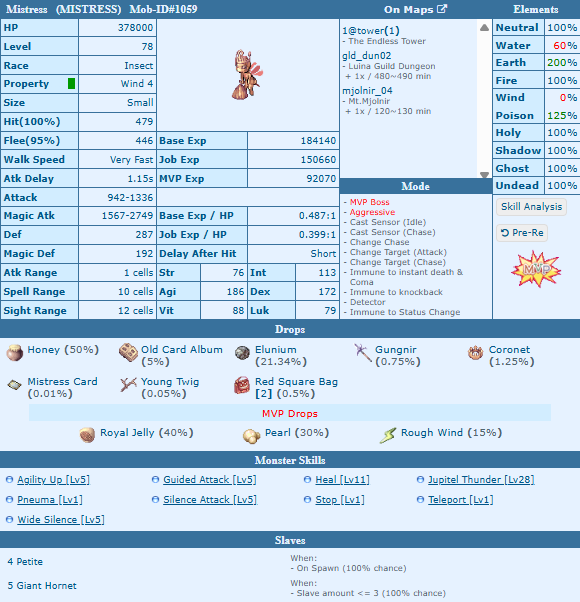 Mistress (MISTRESS) Mob-ID#1059
On Maps
Elements
HP 378000
Level 78
Race Insect
Property Wind 4
Size Small
Hit(100%) 479
Flee(95%) 446
Walk Speed Very Fast
Atk Delay 1.15s
Attack 942-1336
Magic Atk 1567-2749
Def 287
Magic Def 192
Atk Range 1 cells
Spell Range 10 cells
Sight Range 12 cells
Base Exp 184140
Job Exp 150660
MVP Exp 92070
Base Exp / HP 0.487:1
Job Exp / HP 0.399:1
Delay After Hit Short
Str 76 Int 113
Agi 186 Dex 172
Vit 88 Luk 79
1@tower(1)
- The Endless Tower
gld_dun02
- Luina Guild Dungeon
+ 1x / 480~490 min
mjolnir_04
- Mt.Mjolnir
+ 1x / 120~130 min
Mode
- MVP Boss
- Aggressive
- Cast Sensor (Idle)
- Cast Sensor (Chase)
- Change Chase
- Change Target (Attack)
- Change Target (Chase)
- Immune to instant death &
Coma
- Immune to knockback
- Detector
- Immune to Status Change
Neutral 100%
Water 60%
Earth 200%
Fire 100%
Wind 0%
Poison 125%
Holy 100%
Shadow 100%
Ghost 100%
Undead 100%
Skill Analysis
Pre-Re
MVP
Drops
Honey (50%)
Old Card Album
(5%)
Elunium
(21.34%)
Gungnir
(0.75%)
Coronet
(1.25%)
Mistress Card
(0.01%)
Young Twig
(0.05%)
Red Square Bag
[2] (0.5%)
MVP Drops
Royal Jelly (40%)
Pearl (30%)
Rough Wind (15%)
Monster Skills
Agility Up [Lv5]
Guided Attack [Lv5]
Heal [Lv11]
Jupitel Thunder [Lv28]
Pneuma [Lv1]
Silence Attack [Lv5]
Stop [Lv1]
Teleport [Lv1]
Wide Silence [Lv5]
Slaves
4 Petite
When:
- On Spawn (100% chance)
5 Giant Hornet
When:
- Slave amount <= 3 (100% chance)